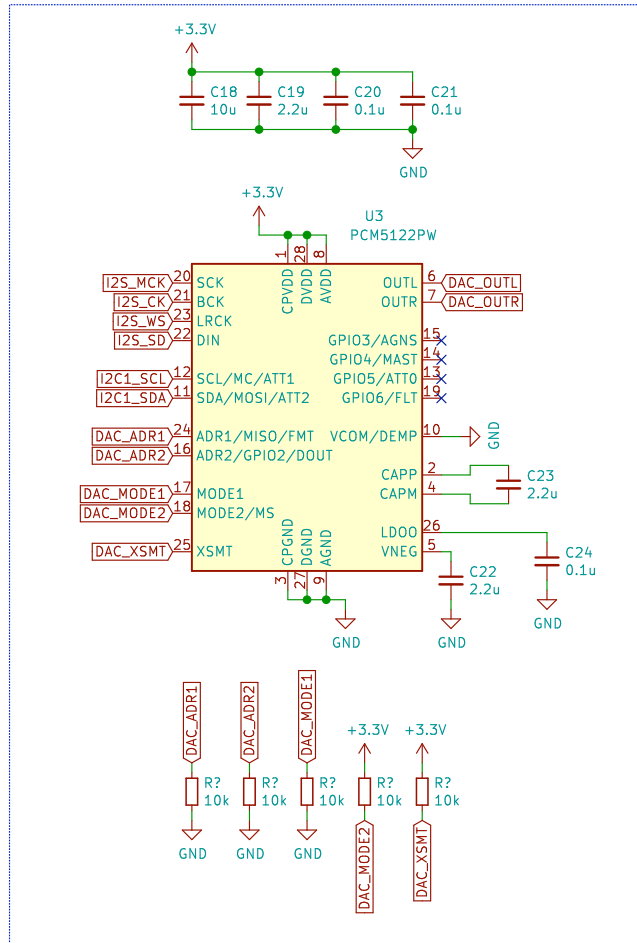 +3.3V
C18
10u
C19
2.2u
C20
0.1u
C21
0.1u
GND
+3.3V
U3
PCM5122PW
1
28
8
CPVDD
DVDD
AVDD
I2S_MCK 20 SCK
I2S_CK 21 BCK
I2S_WS 23 LRCK
I2S_SD 22 DIN
I2C1_SCL 12 SCL/MC/ATT1
I2C1_SDA 11 SDA/MOSI/ATT2
DAC_ADR1 24 ADR1/MISO/FMT
DAC_ADR2 16 ADR2/GPIO2/DOUT
DAC_MODE1 17 MODE1
DAC_MODE2 18 MODE2/MS
DAC_XSMT 25 XSMT
OUTL 6 DAC_OUTL
OUTR 7 DAC_OUTR
GPIO3/AGNS 15
GPIO4/MAST 14
GPIO5/ATT0 13
GPIO6/FLT 19
VCOM/DEMP 10 GND
CAPP 2
CAPM 4
C23
2.2u
LDOO 26
VNEG 5
C24
0.1u
GND
C22
2.2u
GND
CPGND
DGND
AGND
3
27
9
GND
DAC_ADR1
R?
10k
GND
DAC_ADR2
R?
10k
GND
DAC_MODE1
R?
10k
GND
+3.3V
R?
10k
DAC_MODE2
+3.3V
R?
10k
DAC_XSMT